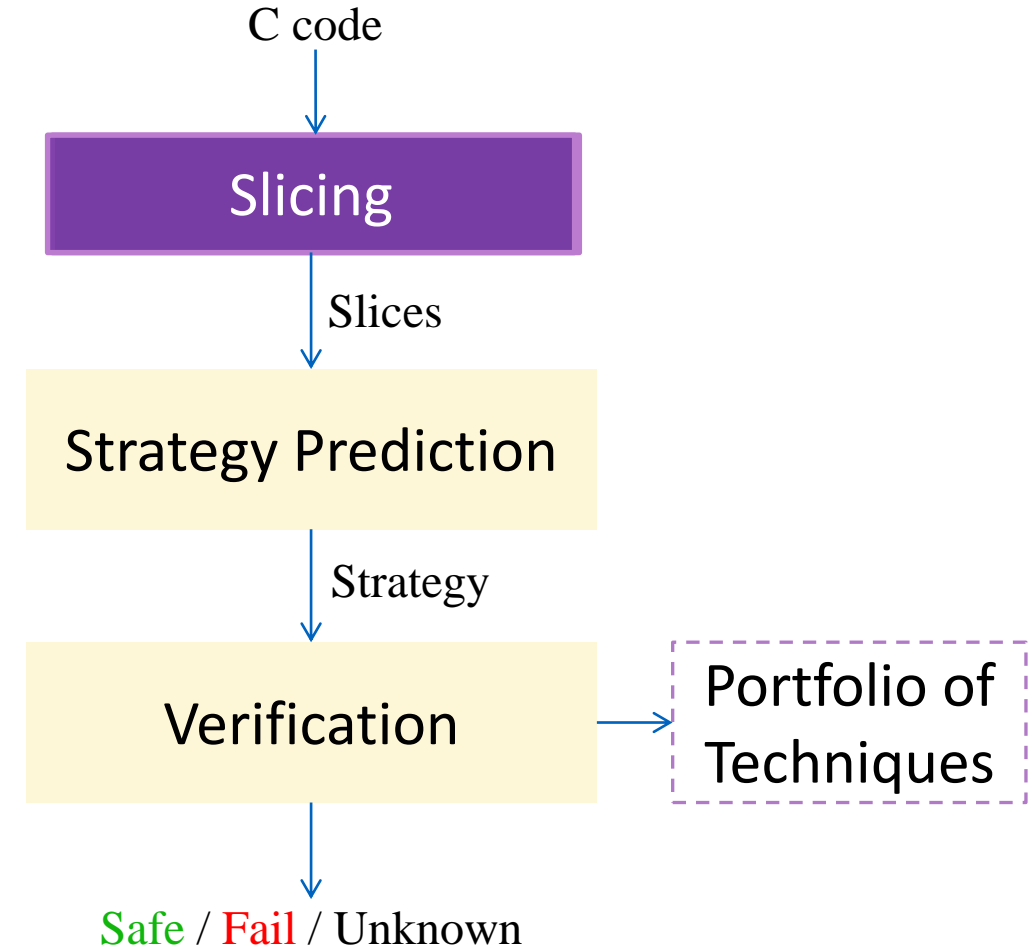 C code
Slicing
Slices
Strategy Prediction
Strategy
Verification
Portfolio of
Techniques
Safe / Fail / Unknown